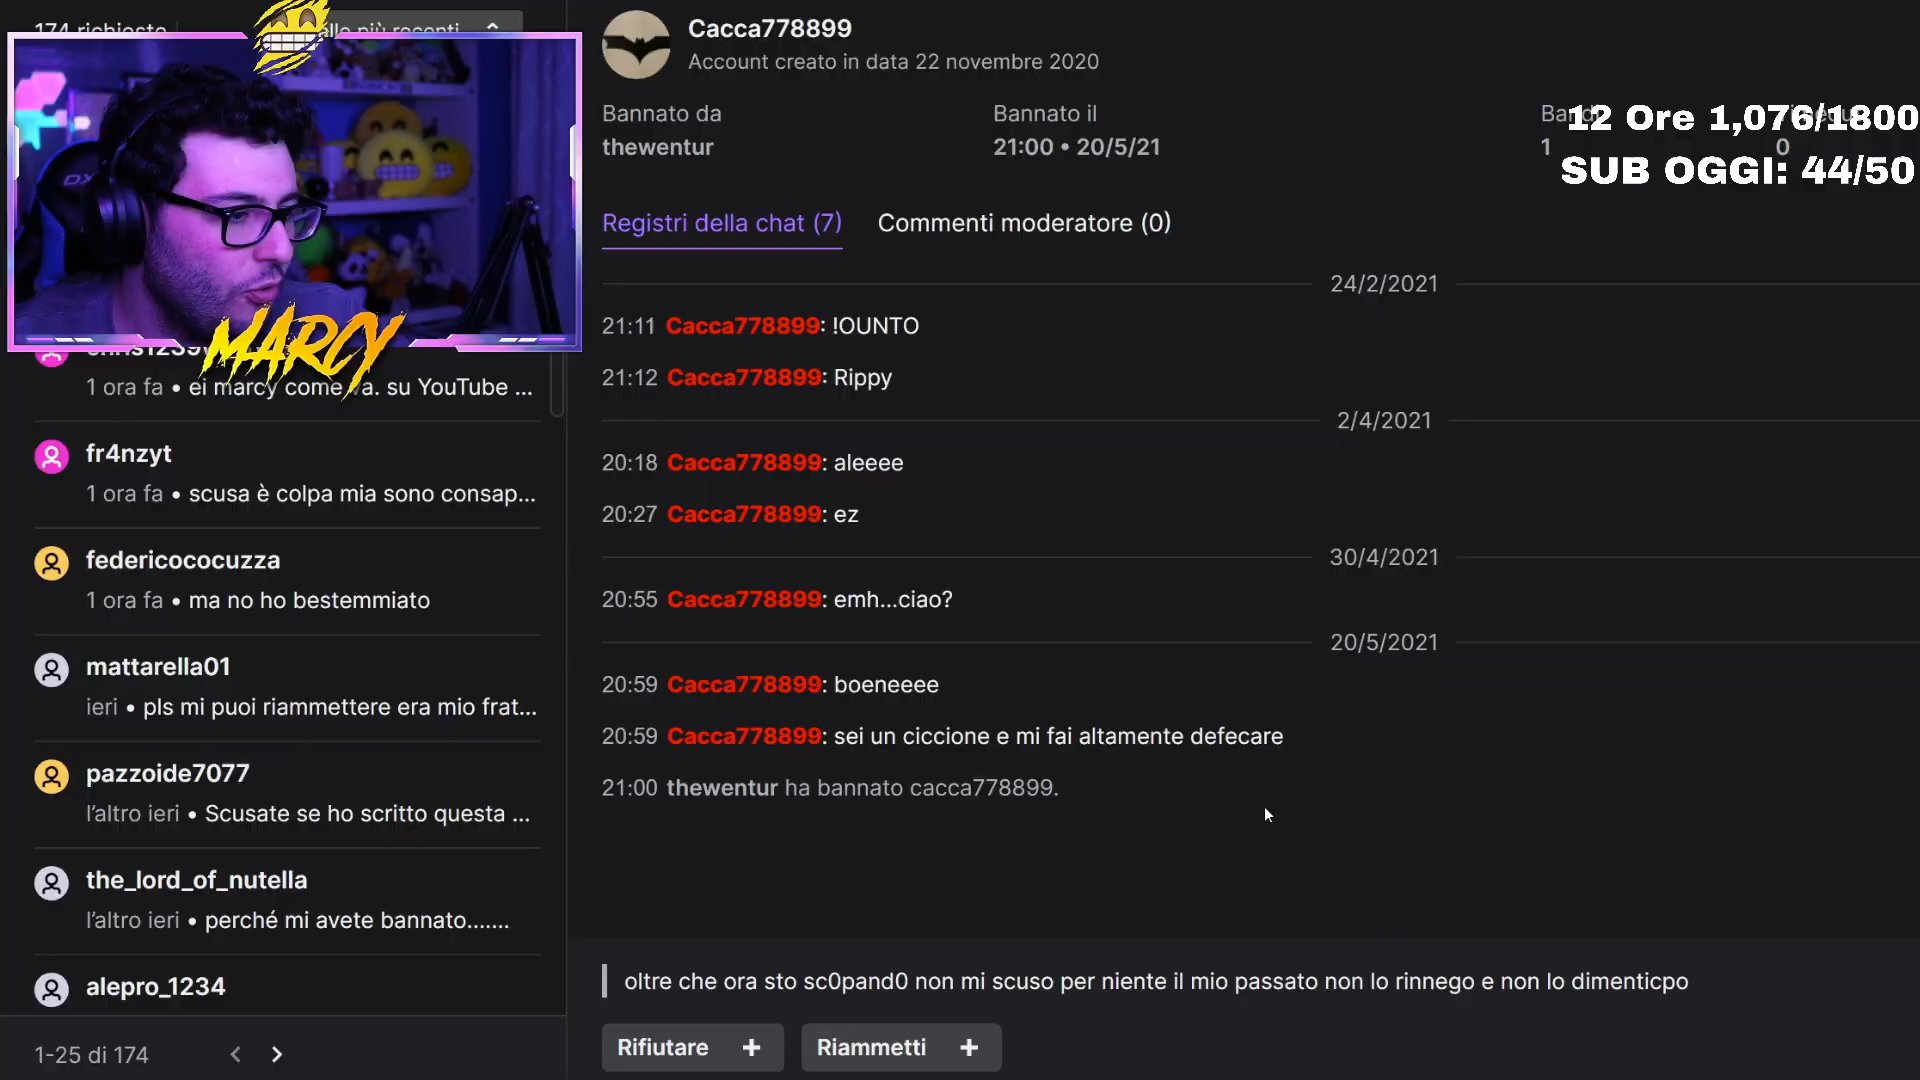 174 richieste
Cacca778899
Account creato in data 22 novembre 2020
Bannato da
Bannato il
thewentur
21:00 • 20/5/21
1
0
12 Ore 1,076/1800
SUB OGGI: 44/50
MARCY
Registri della chat (7)
Commenti moderatore (0)
24/2/2021
21:11 Cacca778899: !OUNTO
21:12 Cacca778899: Rippy
2/4/2021
20:18 Cacca778899: aleeee
20:27 Cacca778899: ez
30/4/2021
20:55 Cacca778899: emh...ciao?
20/5/2021
20:59 Cacca778899: boeneeee
20:59 Cacca778899: sei un ciccione e mi fai altamente defecare
21:00 thewentur ha bannato cacca778899.
1 ora fa • ei marcy come va. su YouTube ...
fr4nzyt
1 ora fa • scusa è colpa mia sono consap...
federicococuzza
1 ora fa • ma no ho bestemmiato
mattarella01
ieri • pls mi puoi riammettere era mio frat...
pazzoide7077
l'altro ieri • Scusate se ho scritto questa ...
the_lord_of_nutella
l'altro ieri • perché mi avete bannato.......
alepro_1234
1-25 di 174
oltre che ora sto sc0pand0 non mi scuso per niente il mio passato non lo rinnego e non lo dimenticpo
Rifiutare +
Riammetti +